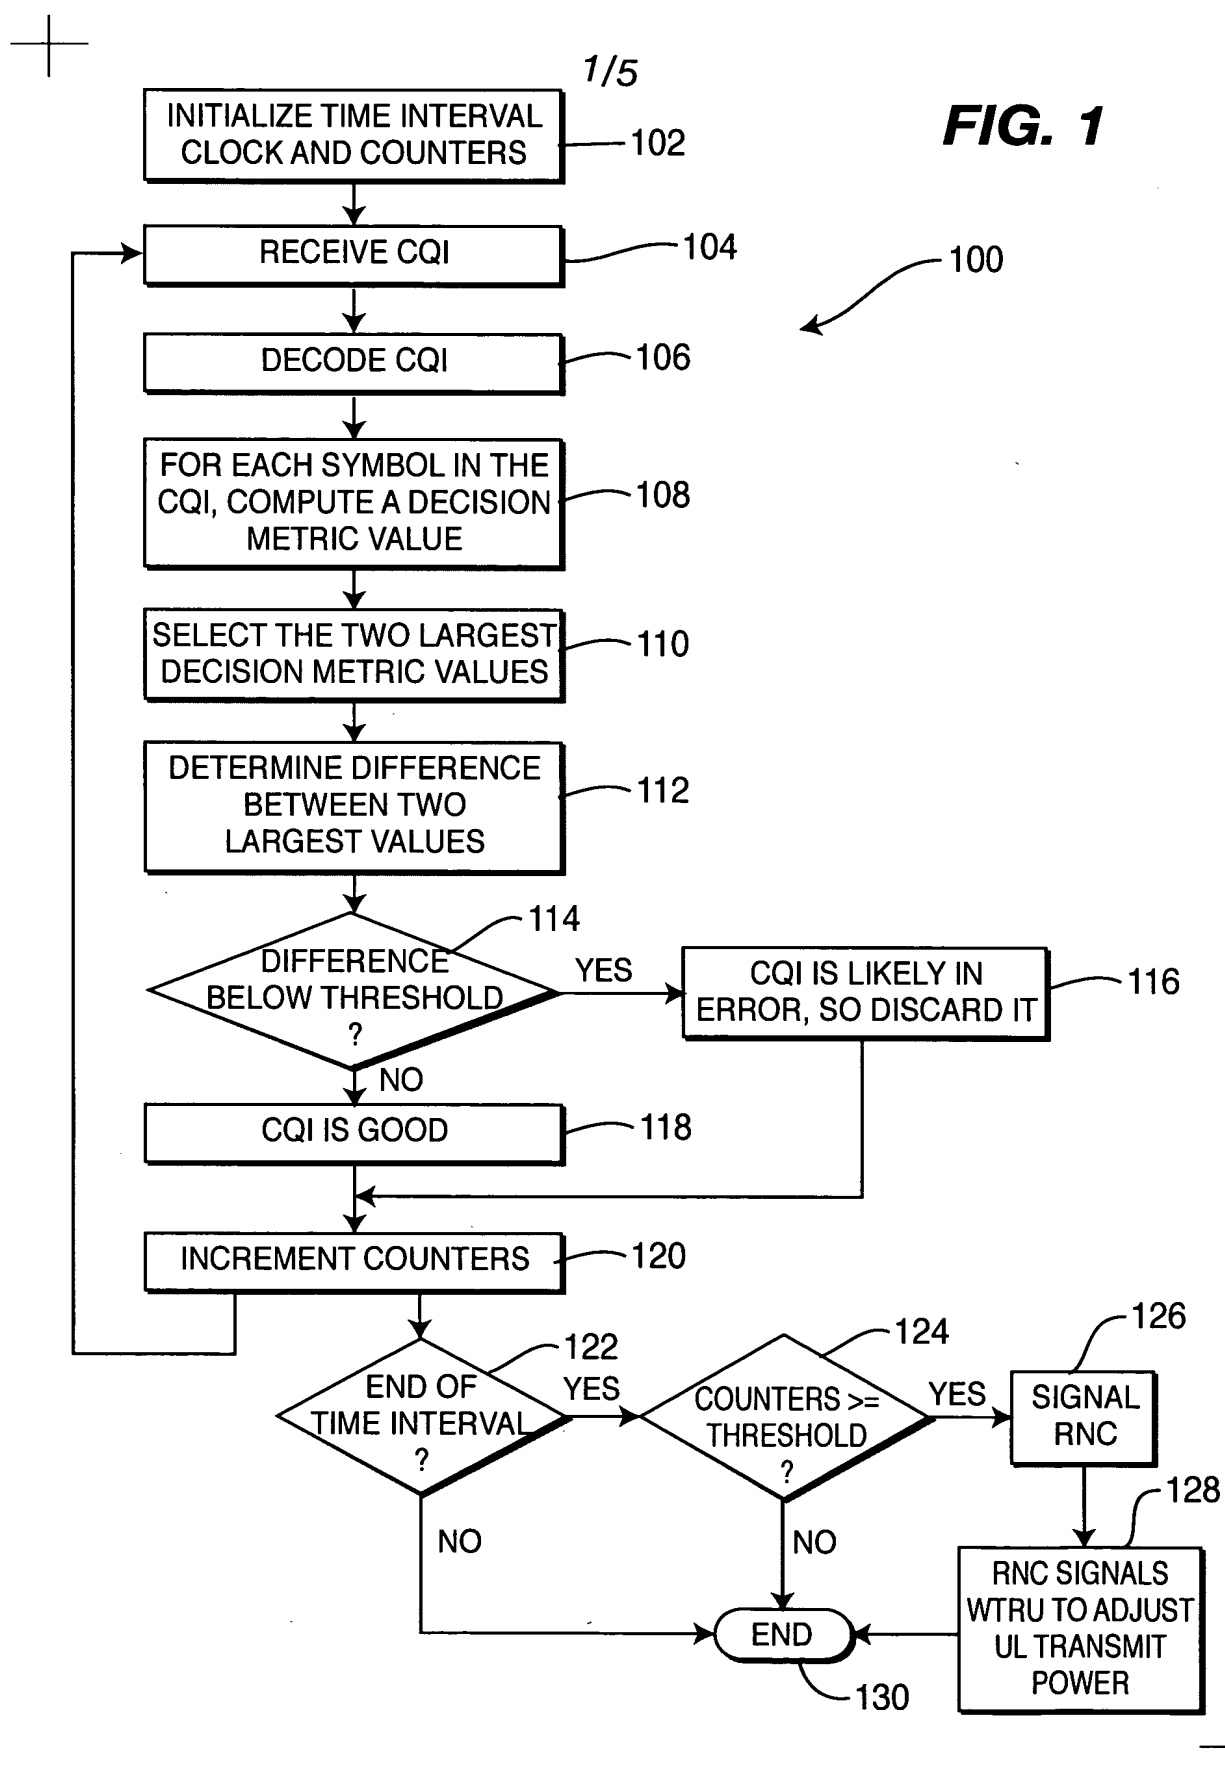 1/5
FIG. 1
INITIALIZE TIME INTERVAL
CLOCK AND COUNTERS
102
RECEIVE CQI
104
100
DECODE CQI
106
FOR EACH SYMBOL IN THE
CQI, COMPUTE A DECISION
METRIC VALUE
108
SELECT THE TWO LARGEST
DECISION METRIC VALUES
110
DETERMINE DIFFERENCE
BETWEEN TWO
LARGEST VALUES
112
114
DIFFERENCE
BELOW THRESHOLD
?
YES
CQI IS LIKELY IN
ERROR, SO DISCARD IT
116
NO
CQI IS GOOD
118
INCREMENT COUNTERS
120
122
END OF
TIME INTERVAL
?
YES
124
COUNTERS >=
THRESHOLD
?
YES
126
SIGNAL
RNC
128
NO
NO
RNC SIGNALS
WTRU TO ADJUST
UL TRANSMIT
POWER
END
130